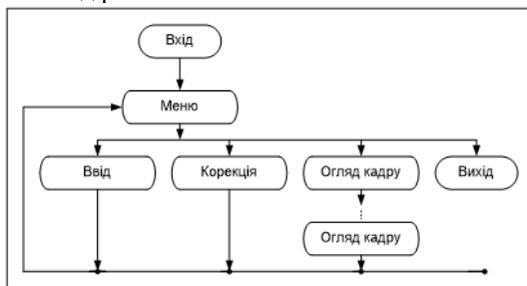 Вхід
Меню
Ввід
Корекція
Огляд кадру
Вихід
Огляд кадру